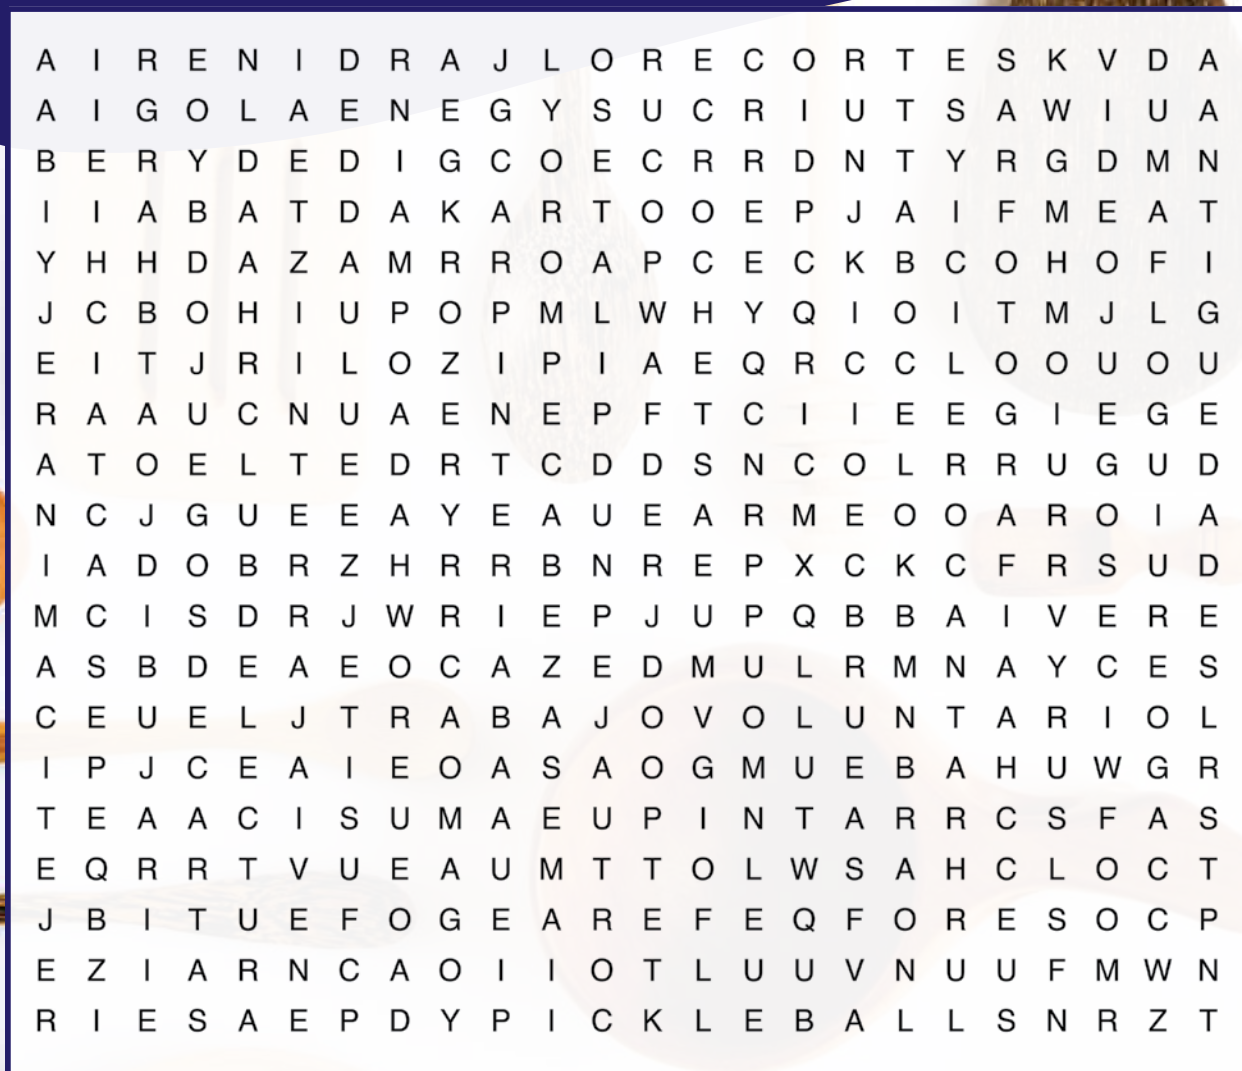 A I R E N I D R A J L O R E C O R T E S K V D A
A I G O L A E N E G Y S U C R I U T S A W I U A
B E R Y D E D I G C O E C R R D N T Y R G D M N
I I A B A T D A K A R T O O E P J A I F M E A T
Y H H D A Z A M R R O A P C E C K B C O H O F I
J C B O H I U P O P M L W H Y Q I O I T M J L G
E I T J R I L O Z I P I A E Q R C C L O O U O U
R A A U C N U A E N E P F T C I I E E G I E G E
A T O E L T E D R T C D D S N C O L R R U G U D
N C J G U E E A Y E A U E A R M E O O A R O I A
I A D O B R Z H R R B N R E P X C K C F R S U D
M C I S D R J W R I E P J U P Q B B A I V E R E
A S B D E A E O C A Z E D M U L R M N A Y C E S
C E U E L J T R A B A J O V O L U N T A R I O L
I P J C E A I E O A S A O G M U E B A H U W G R
T E A A C I S U M A E U P I N T A R R C S F A S
E Q R R T V U E A U M T T O L W S A H C L O C T
J B I T U E F O G E A R E F E Q F O R E S O C P
E Z I A R N C A O I I O T L U U V N U U F M W N
R I E S A E P D Y P I C K L E B A L L S N R Z T